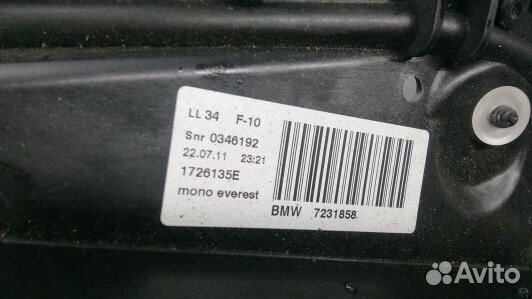 LL 34 F-10
Snr 0346192
22.07.11 23:21
1726135E
mono everest
BMW 7231858
Avito